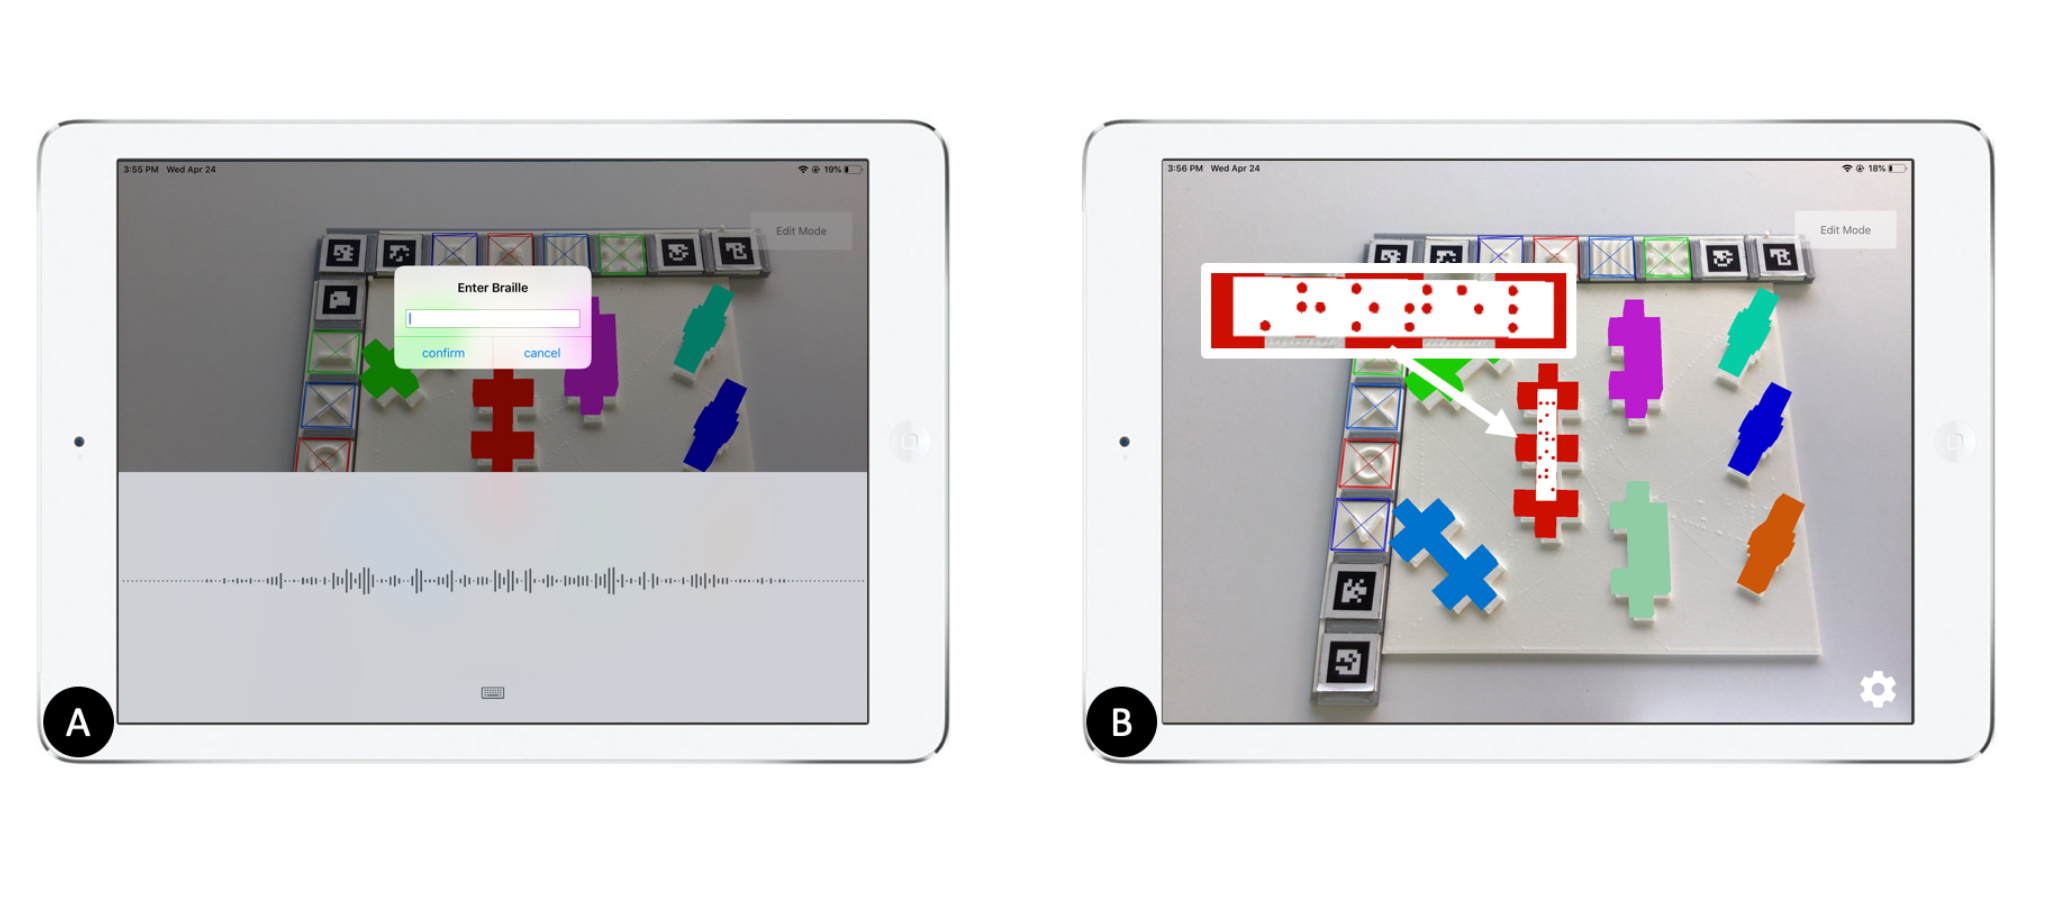 3:55 PM Wed Apr 24
19%
Edit Mode
Enter Braille
confirm
cancel
A
3:56 PM Wed Apr 24
18%
Edit Mode
⠠⠓⠕⠞⠑⠇
B